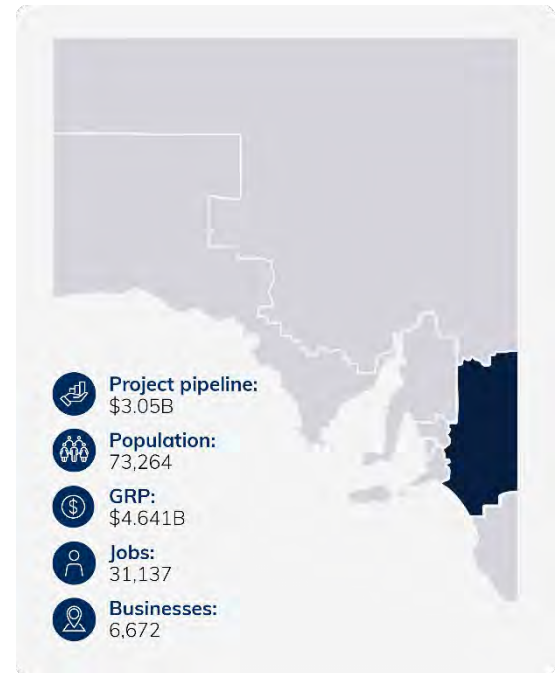 Project pipeline:
$3.05B
Population:
73,264
GRP:
$4.641B
Jobs:
31,137
Businesses:
6,672